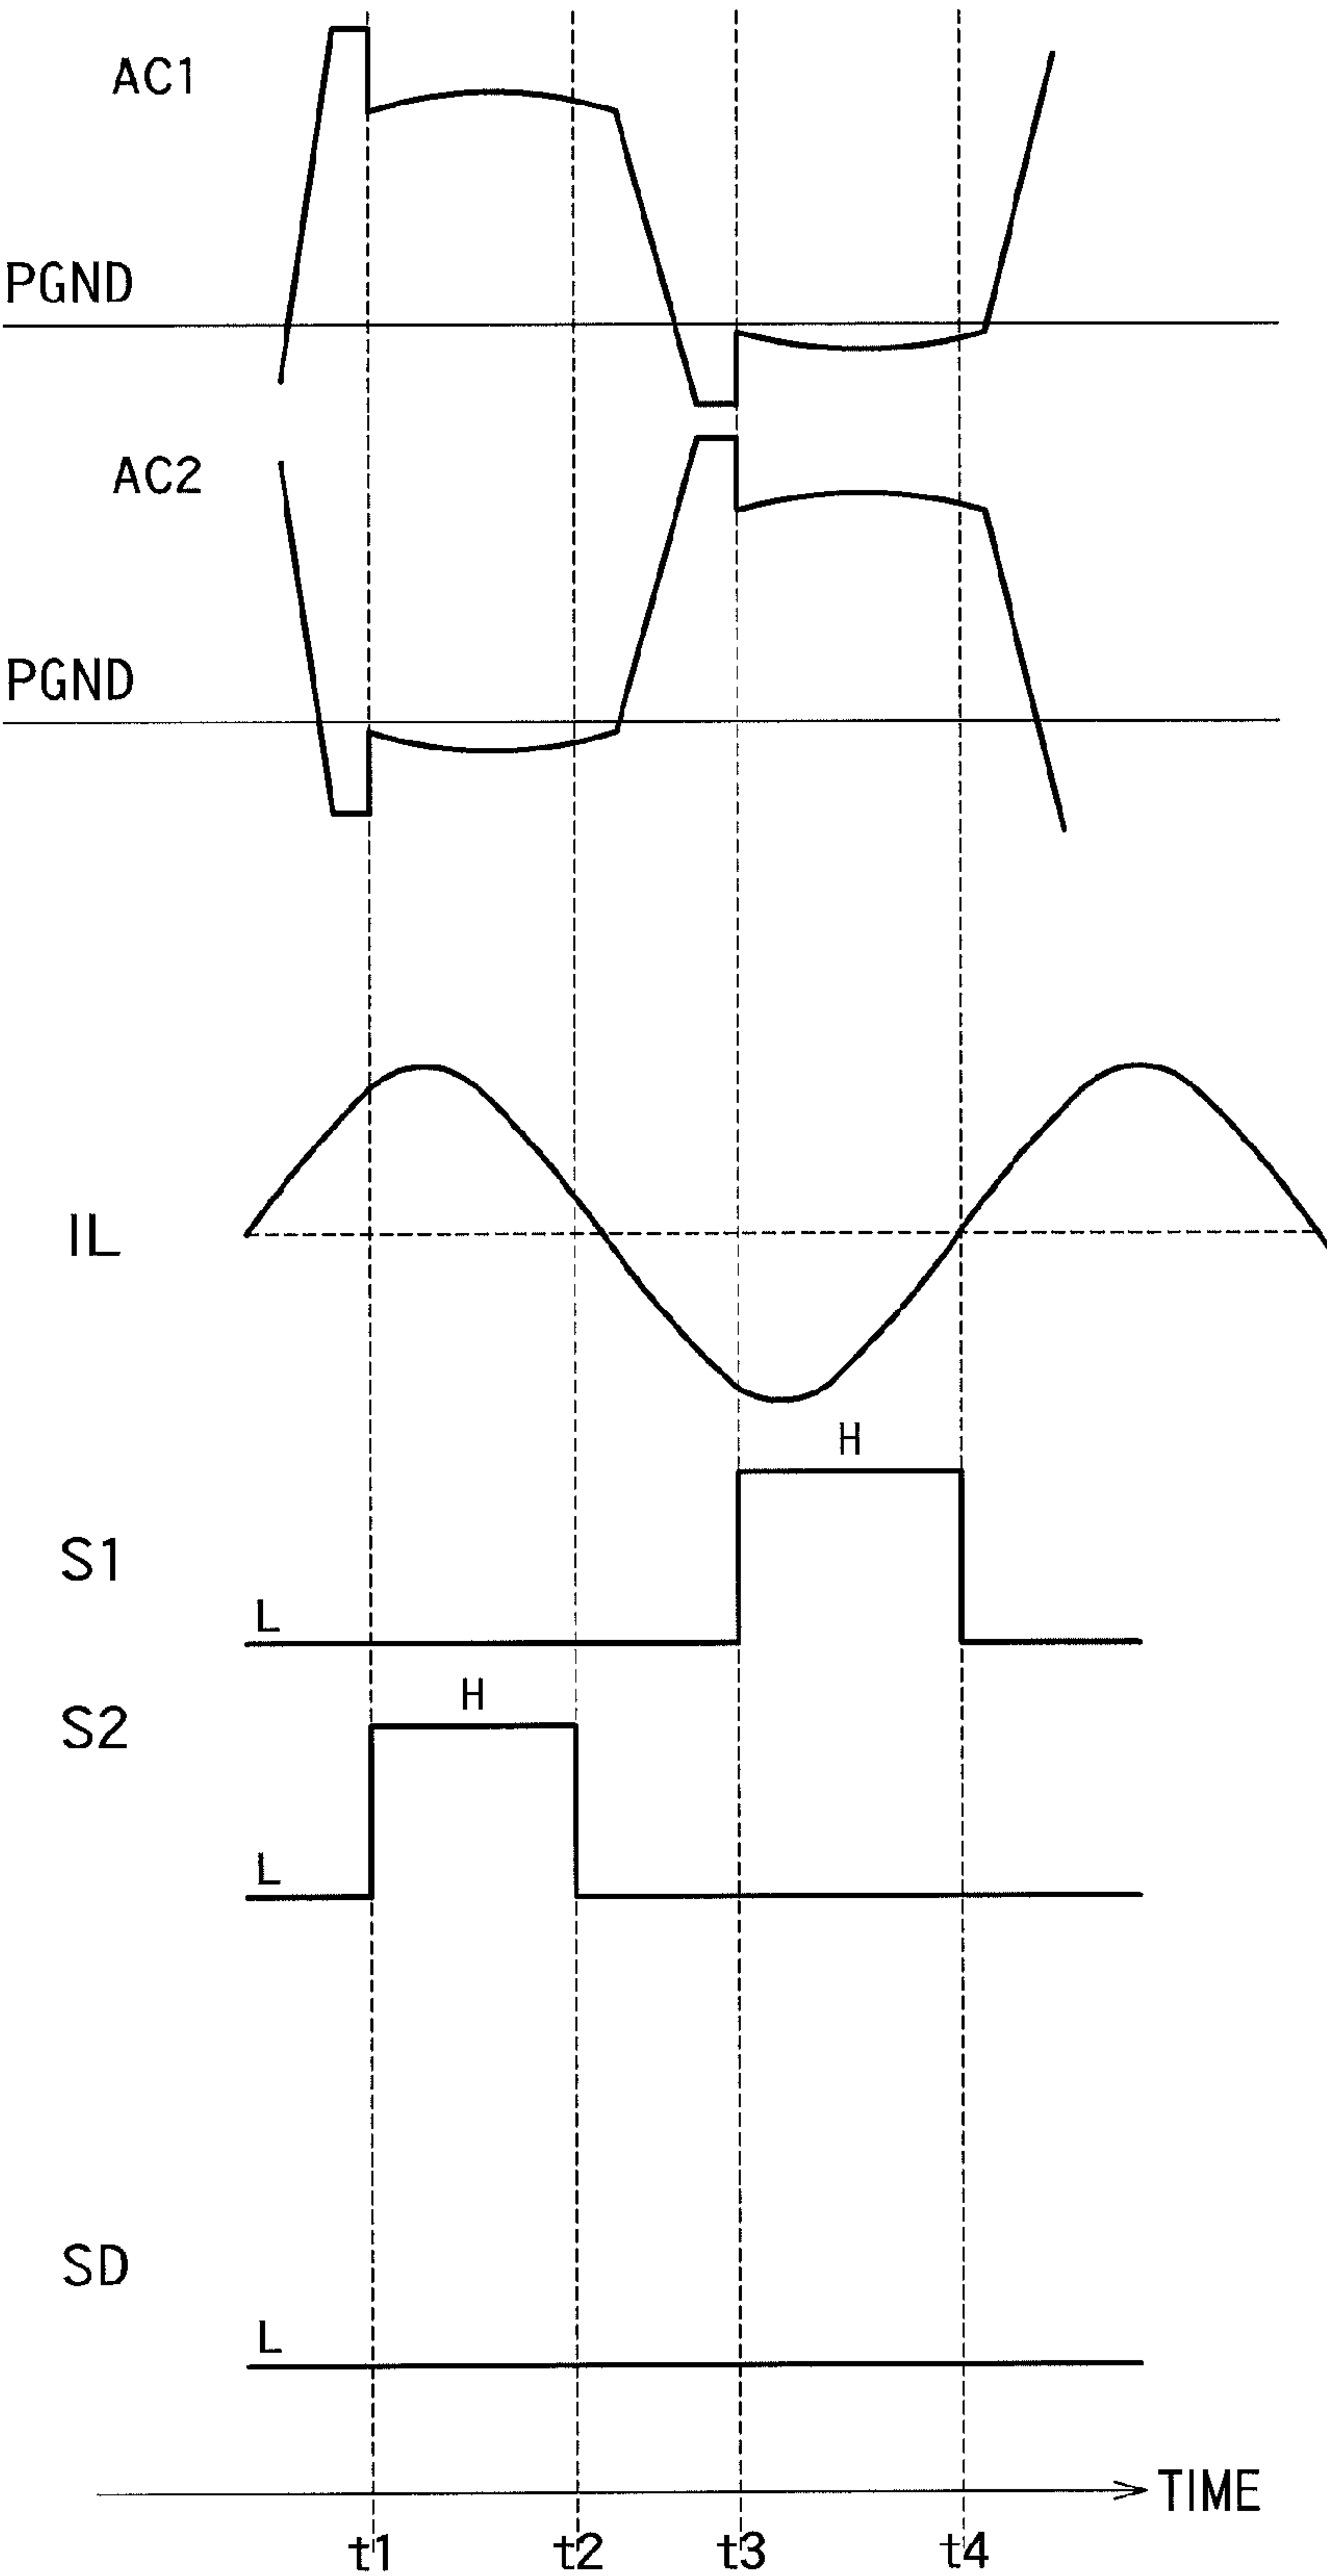 AC1
PGND
AC2
PGND
IL
H
S1
L
H
S2
L
SD
L
TIME
t1 t2 t3 t4